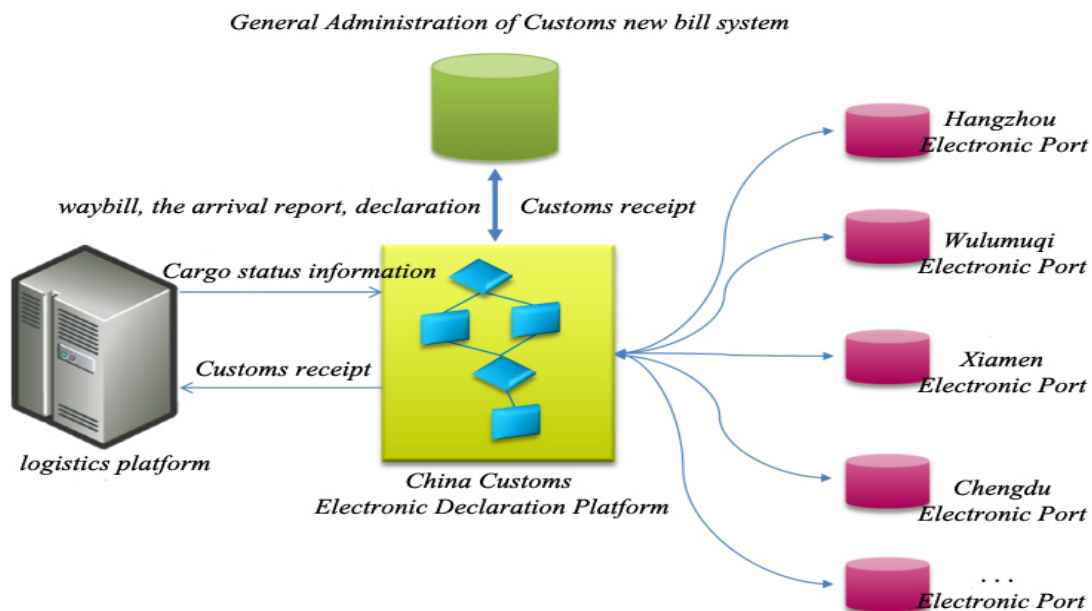 General Administration of Customs new bill system
waybill, the arrival report, declaration
Customs receipt
Cargo status information
Customs receipt
logistics platform
China Customs
Electronic Declaration Platform
Hangzhou
Electronic Port
Wulumuqi
Electronic Port
Xiamen
Electronic Port
Chengdu
Electronic Port
. . .
Electronic Port